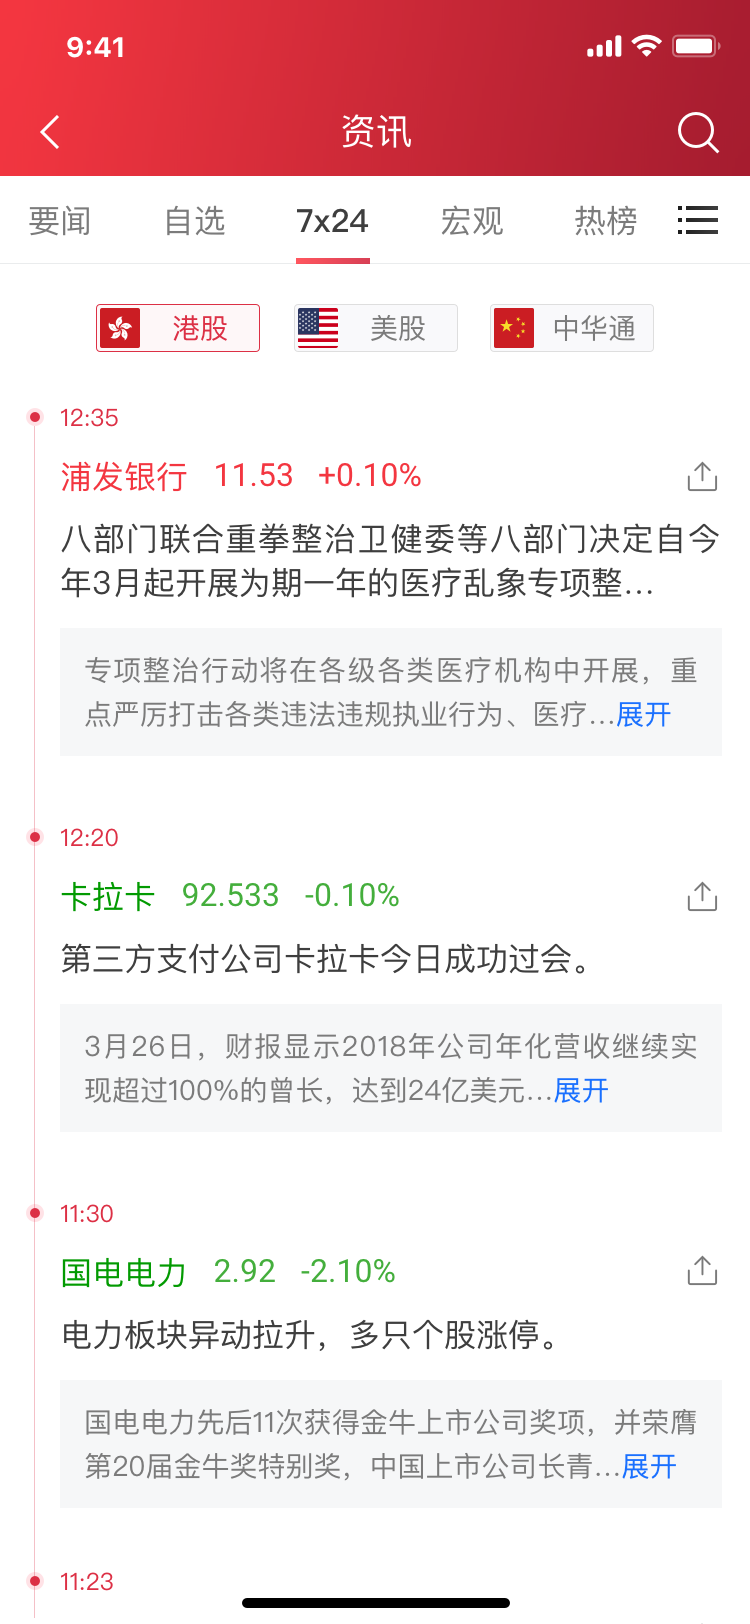 9:41
资讯
要闻 自选 7x24 宏观 热榜
港股 美股 中华通
12:35
浦发银行 11.53 +0.10%
八部门联合重拳整治卫健委等八部门决定自今
年3月起开展为期一年的医疗乱象专项整...
专项整治行动将在各级各类医疗机构中开展，重
点严厉打击各类违法违规执业行为、医疗...展开
12:20
卡拉卡 92.533 -0.10%
第三方支付公司卡拉卡今日成功过会。
3月26日，财报显示2018年公司年化营收继续实
现超过100%的曾长，达到24亿美元...展开
11:30
国电电力 2.92 -2.10%
电力板块异动拉升，多只个股涨停。
国电电力先后11次获得金牛上市公司奖项，并荣膺
第20届金牛奖特别奖，中国上市公司长青...展开
11:23